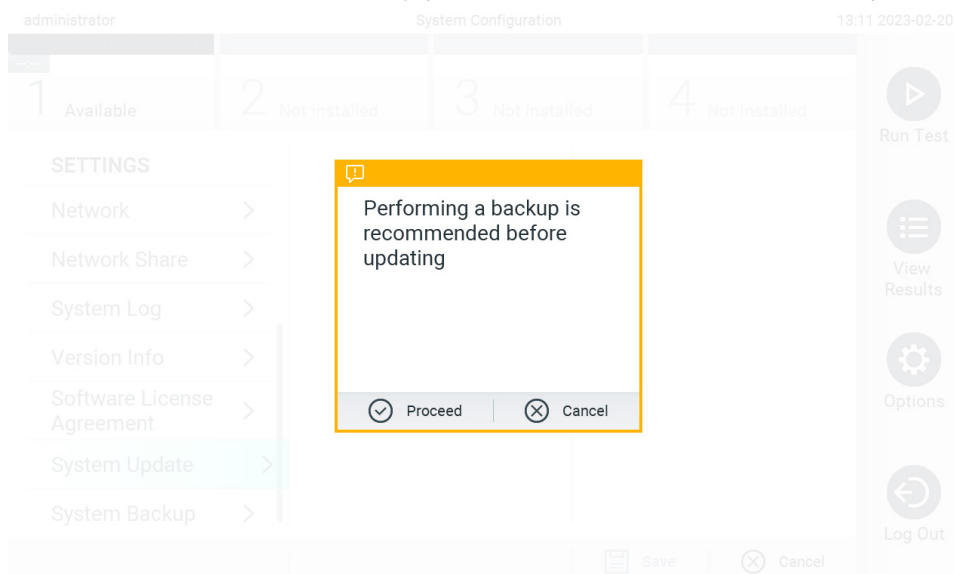 administrator
System Configuration
13:11 2023-02-20
1 Available
2 Not installed
3 Not installed
4 Not installed
Run Test
SETTINGS
Network
Performing a backup is
recommended before
updating
Network Share
View
Results
System Log
Version Info
Software License
Agreement
Proceed
Cancel
Options
System Update
System Backup
Log Out
Save
Cancel